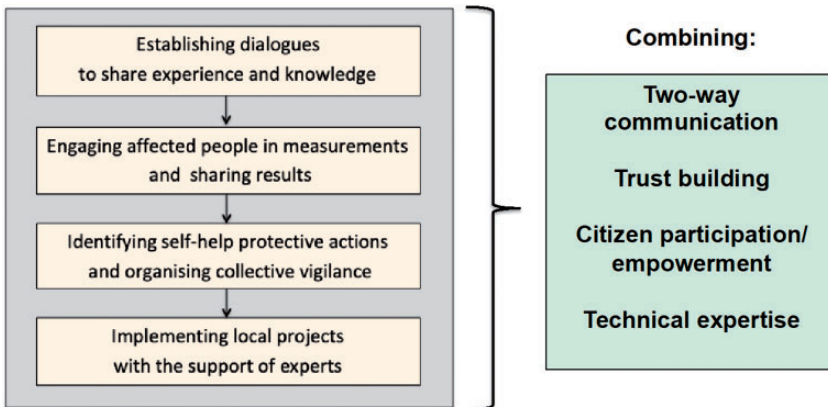 Establishing dialogues
to share experience and knowledge
Engaging affected people in measurements
and sharing results
Identifying self-help protective actions
and organising collective vigilance
Implementing local projects
with the support of experts
Combining:
Two-way
communication
Trust building
Citizen participation/
empowerment
Technical expertise